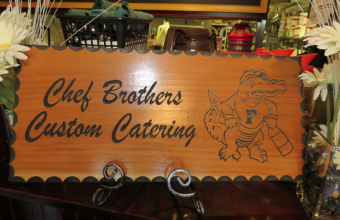 Chef Brothers
Custom Catering